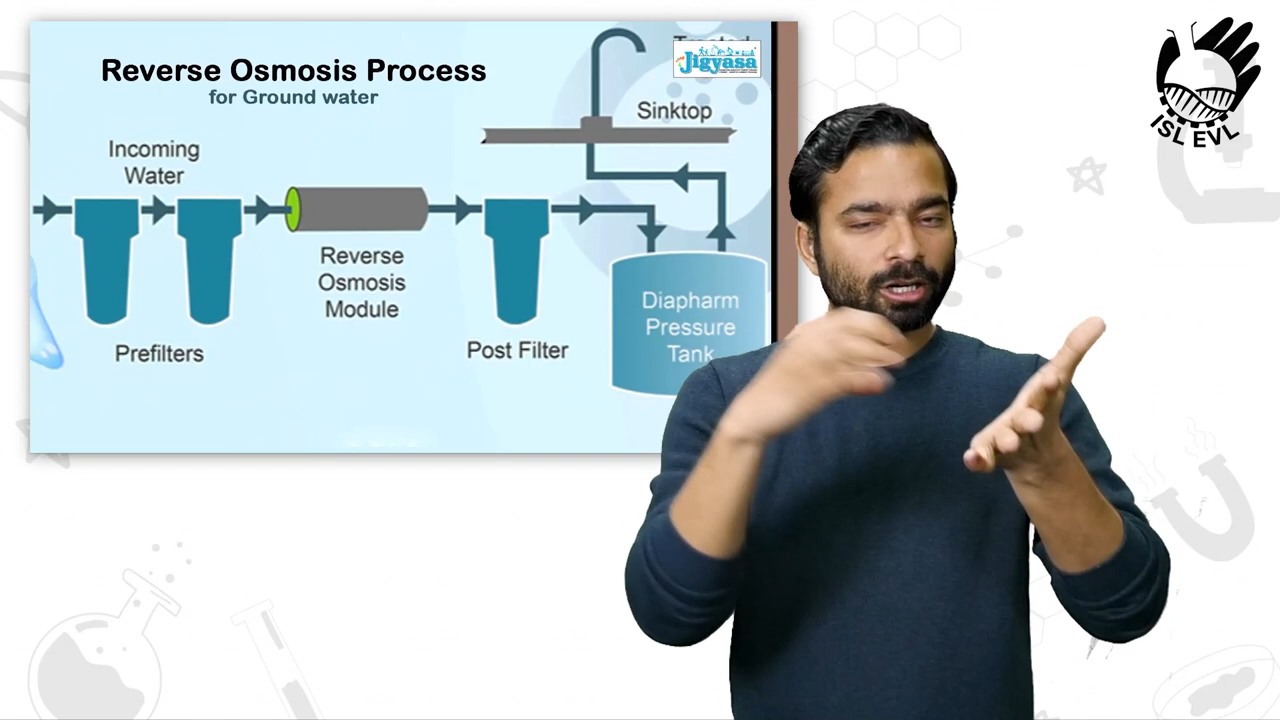 Reverse Osmosis Process
for Ground water
Jigyasa
Sinktop
ISL EVL
Incoming
Water
Reverse
Osmosis
Module
Prefilters
Post Filter
Diapharm
Pressure
Tank